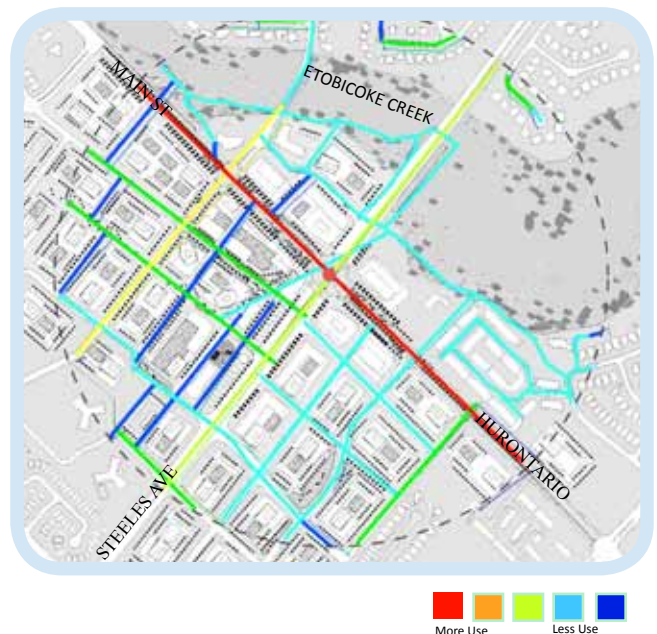 MAIN ST
ETOBICOKE CREEK
HURONTARIO
STEELES AVE
More Use
Less Use